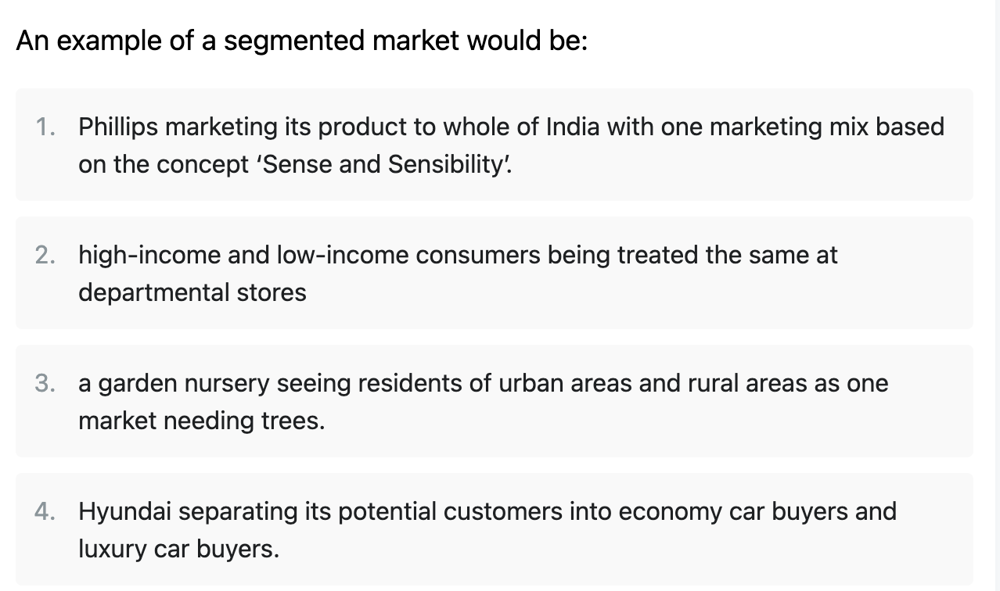 An example of a segmented market would be:
1. Phillips marketing its product to whole of India with one marketing mix based
on the concept ‘Sense and Sensibility’.
2. high-income and low-income consumers being treated the same at
departmental stores
3. a garden nursery seeing residents of urban areas and rural areas as one
market needing trees.
4. Hyundai separating its potential customers into economy car buyers and
luxury car buyers.